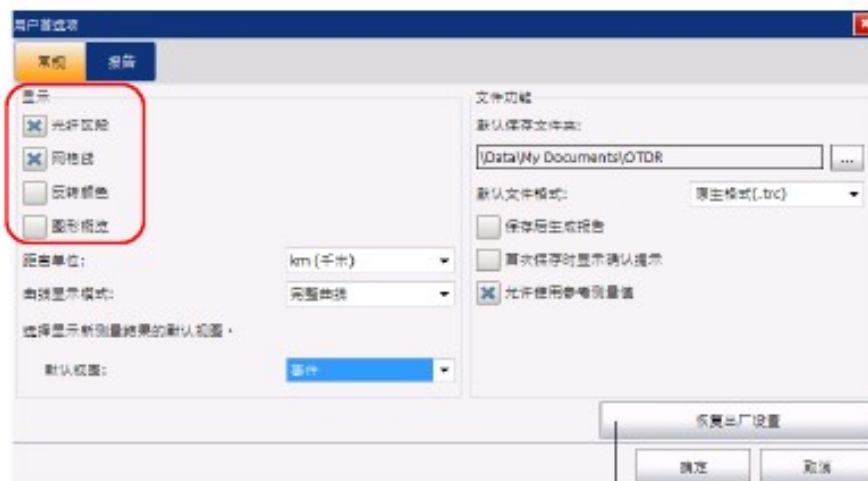 用户首选项
常规 报告
显示
光纤区段
网格线
反转颜色
图形概览
距离单位: km (千米)
曲线显示模式: 完整曲线
选择显示新测量结果的默认视图。
默认视图: 事件
文件功能
默认保存文件夹:
\Data\My Documents\OTDR
...
默认文件格式: 原生格式(.trc)
保存后生成报告
首次保存时显示确认提示
允许使用参考测量值
恢复出厂设置
确定 取消